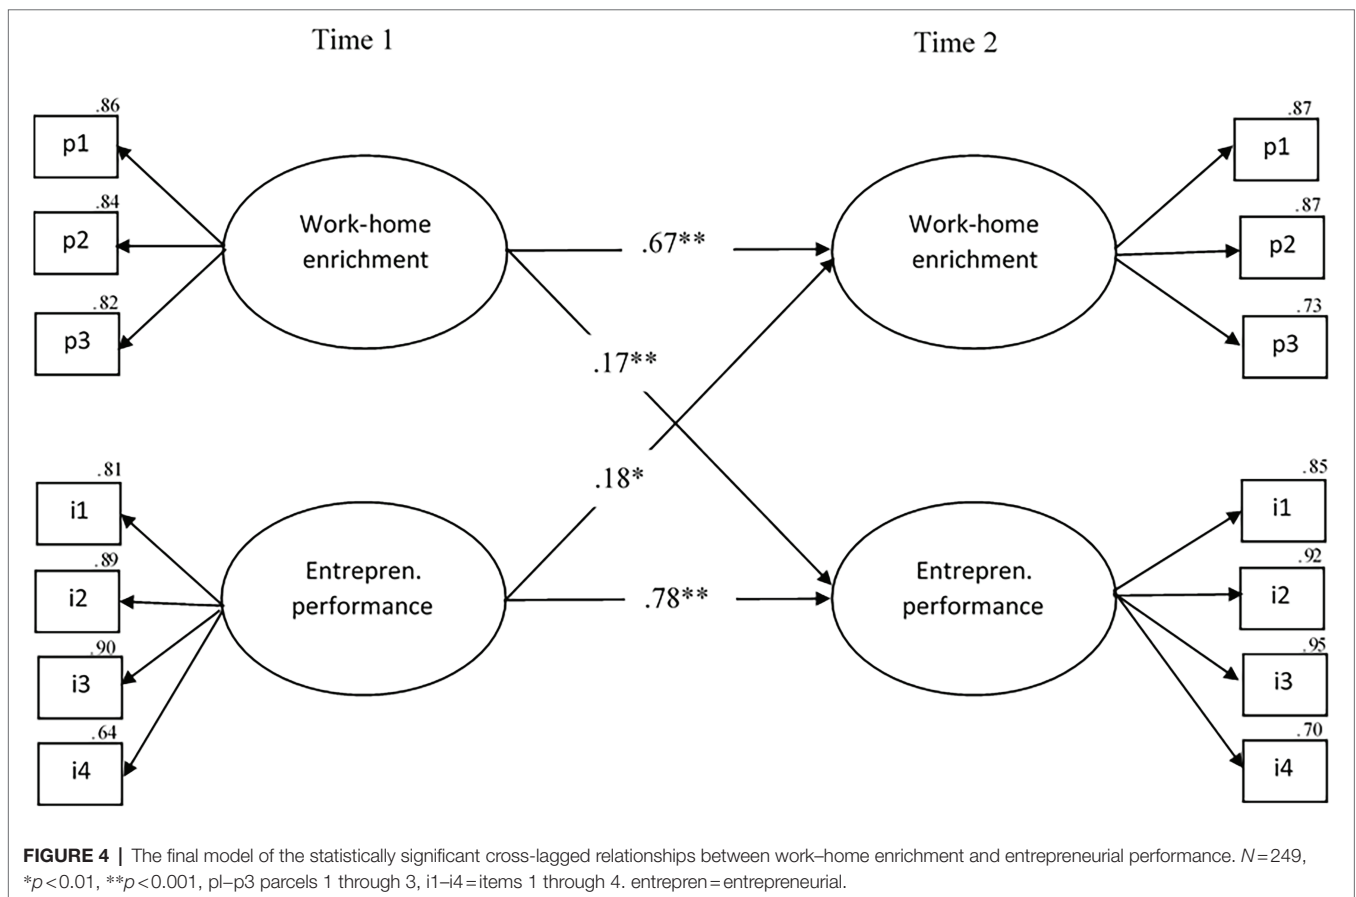 Time 1
Time 2
.86
p1
.84
p2
.82
p3
Work-home
enrichment
.67**
Work-home
enrichment
.87
p1
.87
p2
.73
p3
.17**
.18*
.81
i1
.89
i2
.90
i3
.64
i4
Entrepren.
performance
.78**
Entrepren.
performance
.85
i1
.92
i2
.95
i3
.70
i4
FIGURE 4 | The final model of the statistically significant cross-lagged relationships between work–home enrichment and entrepreneurial performance. N=249,
*p<0.01, **p<0.001, pl–p3 parcels 1 through 3, i1–i4=items 1 through 4. entrepren=entrepreneurial.